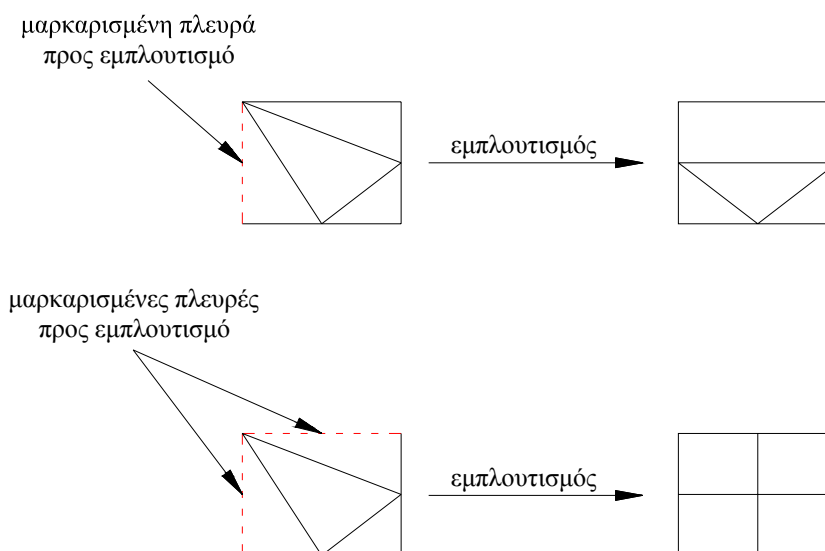 μαρκαρισμένη πλευρά
προς εμπλουτισμό
εμπλουτισμός
μαρκαρισμένες πλευρές
προς εμπλουτισμό
εμπλουτισμός